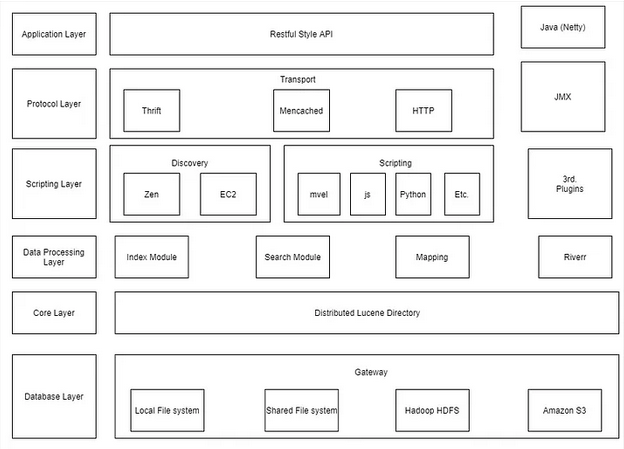 Application Layer
Restful Style API
Java (Netty)
Protocol Layer
Transport
Thrift
Mencached
HTTP
JMX
Scripting Layer
Discovery
Zen
EC2
Scripting
mvel
js
Python
Etc.
3rd.
Plugins
Data Processing
Layer
Index Module
Search Module
Mapping
Riverr
Core Layer
Distributed Lucene Directory
Database Layer
Gateway
Local File system
Shared File system
Hadoop HDFS
Amazon S3